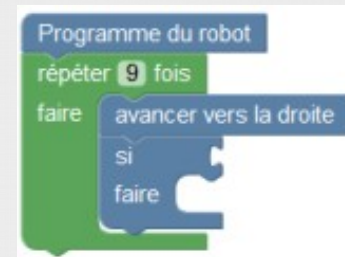 Programme du robot
répéter 9 fois
faire avancer vers la droite
si
faire